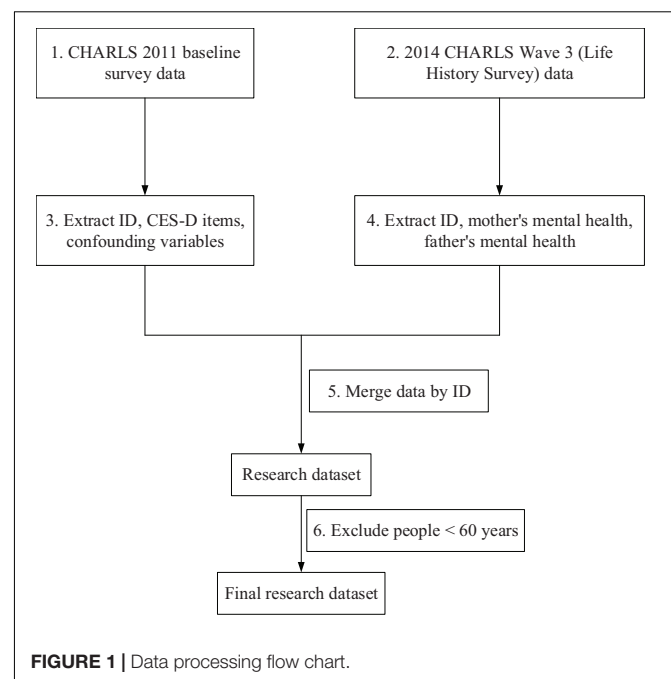 1. CHARLS 2011 baseline
survey data
2. 2014 CHARLS Wave 3 (Life
History Survey) data
3. Extract ID, CES-D items,
confounding variables
4. Extract ID, mother's mental health,
father's mental health
5. Merge data by ID
Research dataset
6. Exclude people < 60 years
Final research dataset
FIGURE 1 | Data processing flow chart.